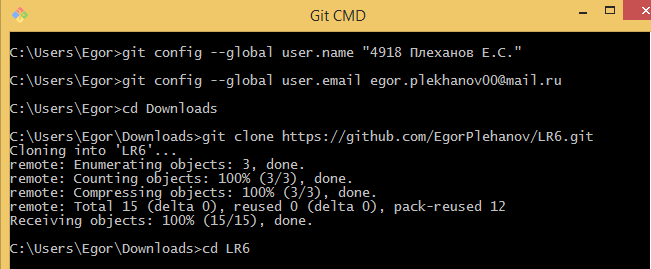 Git CMD
C:\Users\Egor>git config --global user.name "4918 Плеханов Е.С."
C:\Users\Egor>git config --global user.email egor.plekhanov00@mail.ru
C:\Users\Egor>cd Downloads
C:\Users\Egor\Downloads>git clone https://github.com/EgorPlehanov/LR6.git
Cloning into 'LR6'...
remote: Enumerating objects: 3, done.
remote: Counting objects: 100% (3/3), done.
remote: Compressing objects: 100% (3/3), done.
remote: Total 15 (delta 0), reused 0 (delta 0), pack-reused 12
Receiving objects: 100% (15/15), done.
C:\Users\Egor\Downloads>cd LR6